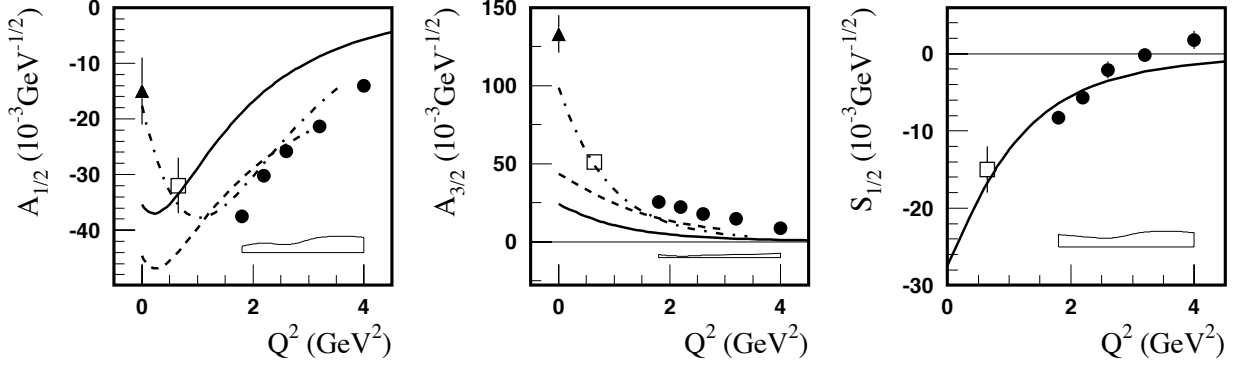 A1/2 (10-3GeV-1/2)
0
-10
-20
-30
-40
0 2 4
Q2 (GeV2)
A3/2 (10-3GeV-1/2)
150
100
50
0
0 2 4
Q2 (GeV2)
S1/2 (10-3GeV-1/2)
0
-10
-20
-30
0 2 4
Q2 (GeV2)